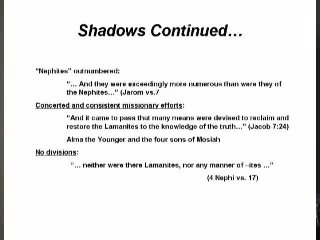 Shadows Continued…
"Nephites" outnumbered:
"… And they were exceedingly more numerous than were they of
the Nephites…" (Jarom vs.7
Concerted and consistent missionary efforts:
"And it came to pass that many means were devised to reclaim and
restore the Lamanites to the knowledge of the truth…" (Jacob 7:24)
Alma the Younger and the four sons of Mosiah
No divisions:
"… neither were there Lamanites, nor any manner of –ites …"
(4 Nephi vs. 17)